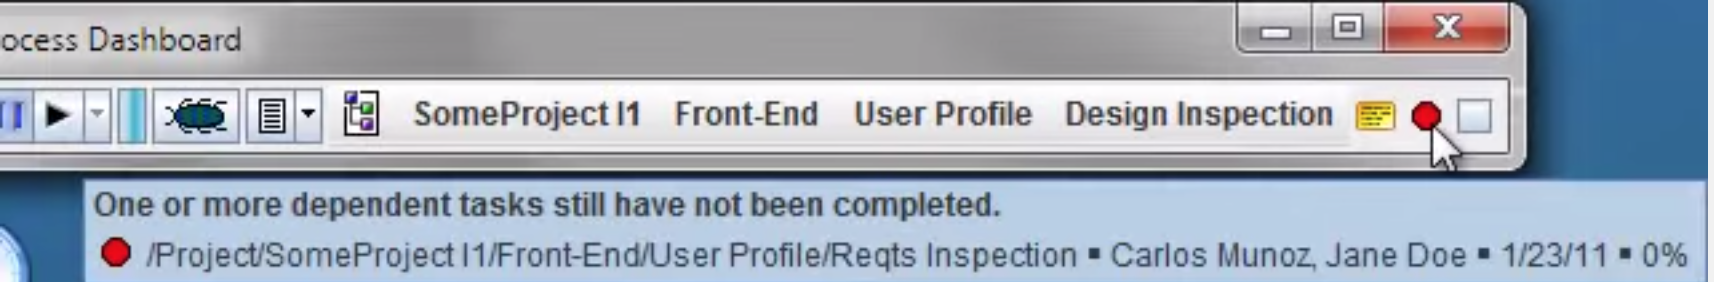 ocess Dashboard
SomeProject I1 Front-End User Profile Design Inspection
One or more dependent tasks still have not been completed.
/Project/SomeProject I1/Front-End/User Profile/Reqts Inspection ▪ Carlos Munoz, Jane Doe ▪ 1/23/11 ▪ 0%